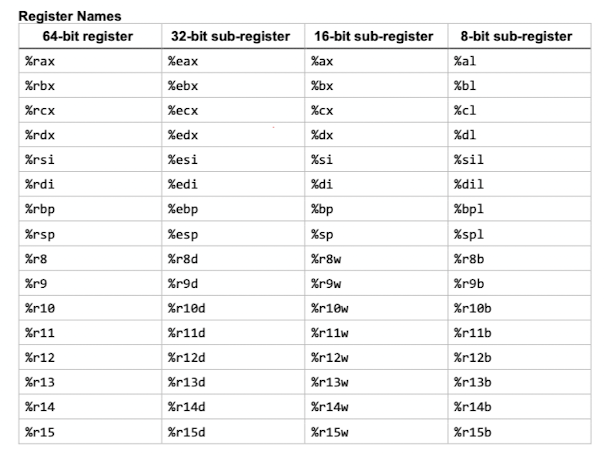 Register Names
64-bit register 32-bit sub-register 16-bit sub-register 8-bit sub-register
%rax %eax %ax %al
%rbx %ebx %bx %bl
%rcx %ecx %cx %cl
%rdx %edx %dx %dl
%rsi %esi %si %sil
%rdi %edi %di %dil
%rbp %ebp %bp %bpl
%rsp %esp %sp %spl
%r8 %r8d %r8w %r8b
%r9 %r9d %r9w %r9b
%r10 %r10d %r10w %r10b
%r11 %r11d %r11w %r11b
%r12 %r12d %r12w %r12b
%r13 %r13d %r13w %r13b
%r14 %r14d %r14w %r14b
%r15 %r15d %r15w %r15b